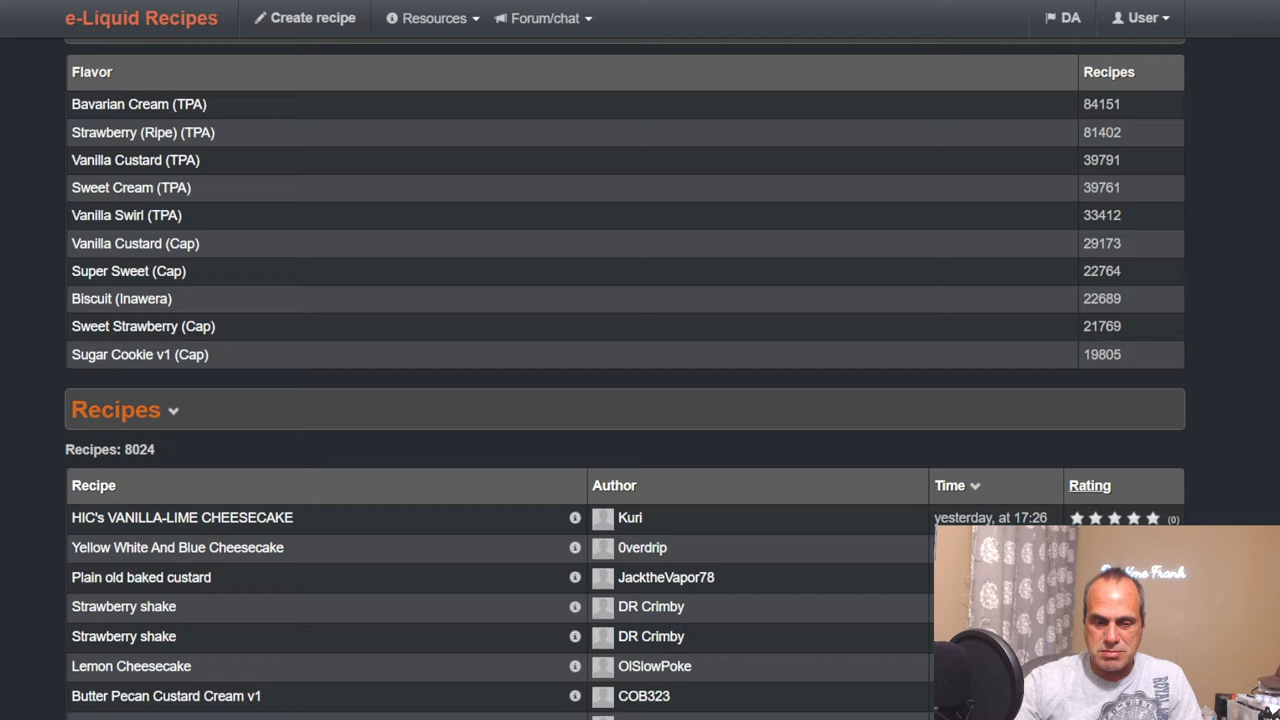 e-Liquid Recipes Create recipe Resources Forum/chat DA User
Flavor Recipes
Bavarian Cream (TPA) 84151
Strawberry (Ripe) (TPA) 81402
Vanilla Custard (TPA) 39791
Sweet Cream (TPA) 39761
Vanilla Swirl (TPA) 33412
Vanilla Custard (Cap) 29173
Super Sweet (Cap) 22764
Biscuit (Inawera) 22689
Sweet Strawberry (Cap) 21769
Sugar Cookie v1 (Cap) 19805
Recipes
Recipes: 8024
Recipe Author Time Rating
HIC's VANILLA-LIME CHEESECAKE Kuri yesterday, at 17:26 (0)
Yellow White And Blue Cheesecake 0verdrip
Plain old baked custard JacktheVapor78
Strawberry shake DR Crimby
Strawberry shake DR Crimby
Lemon Cheesecake OlSlowPoke
Butter Pecan Custard Cream v1 COB323
Frank
ROYAL